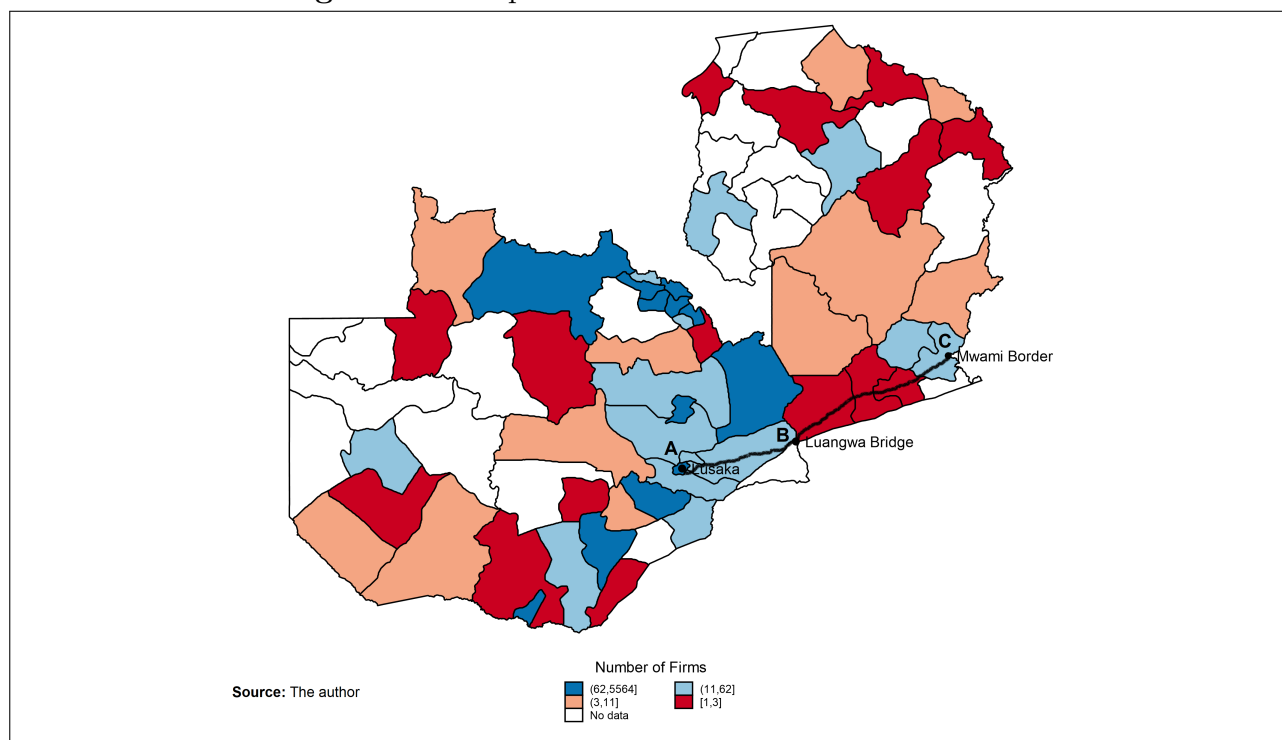 C
Mwami Border
B
Luangwa Bridge
A
Lusaka
Number of Firms
Source: The author
(62,5564]
(11,62]
(3,11]
[1,3]
No data